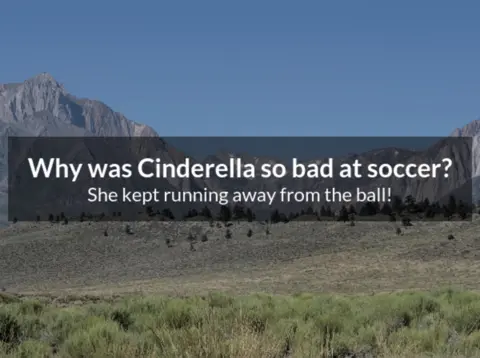 Why was Cinderella so bad at soccer?
She kept running away from the ball!